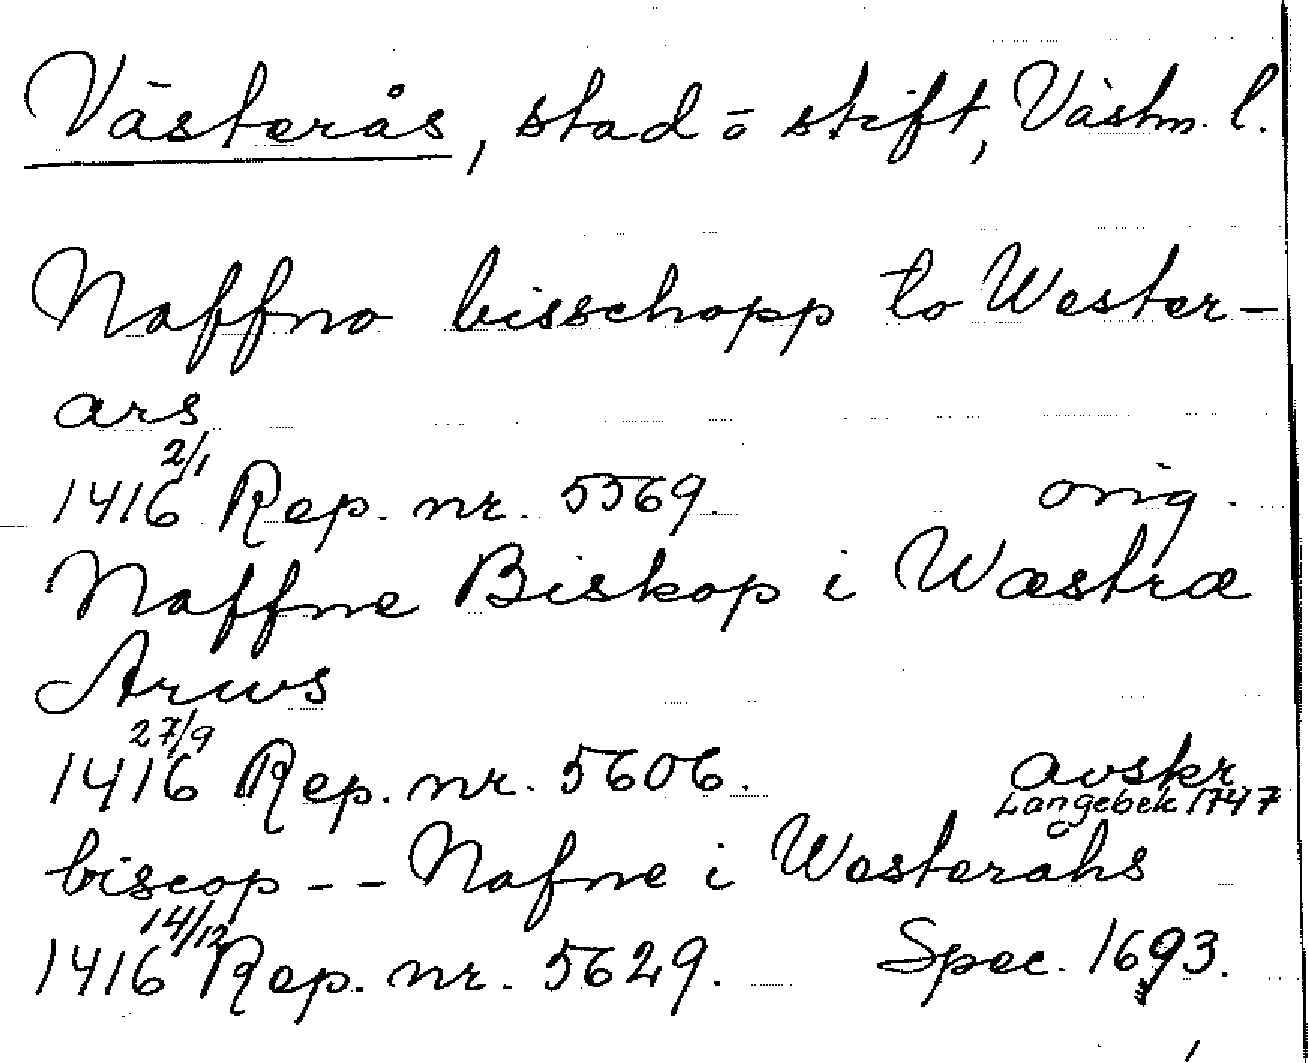 Västerås, stad o stift, Västm. l.
Naffno bisschopp to Wester-
ars
2/1
1416 Rep. nr. 5569. orig.
Naffne Biskop i Wæstræ
Arws
27/9
1416 Rep. nr. 5606. avskr
Langebek 1747
biscop -- Nafne i Westeråhs
14/12
1416 Rep. nr. 5629. Spec. 1693.